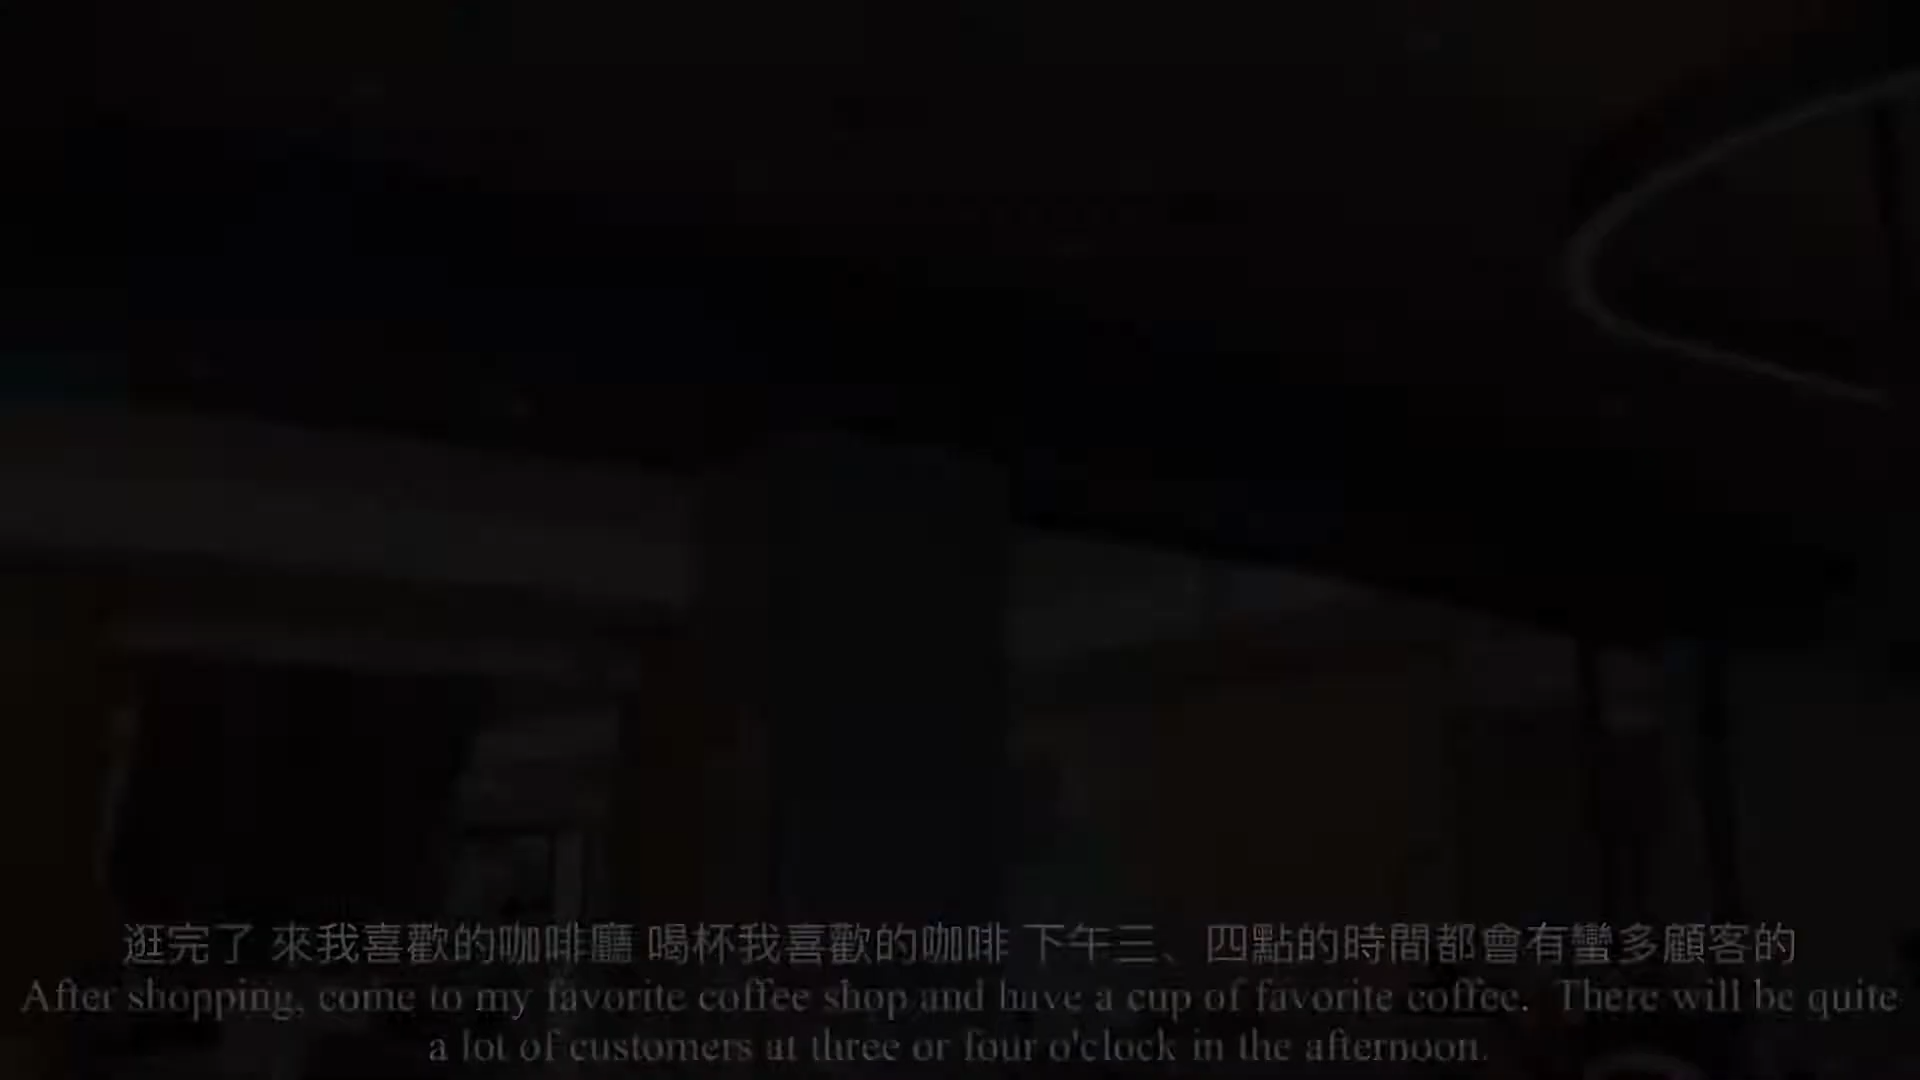 逛完了 來我喜歡的咖啡廳 喝杯我喜歡的咖啡 下午三、四點的時間都會有蠻多顧客的
After shopping, come to my favorite coffee shop and have a cup of favorite coffee.  There will be quite
a lot of customers at three or four o'clock in the afternoon.